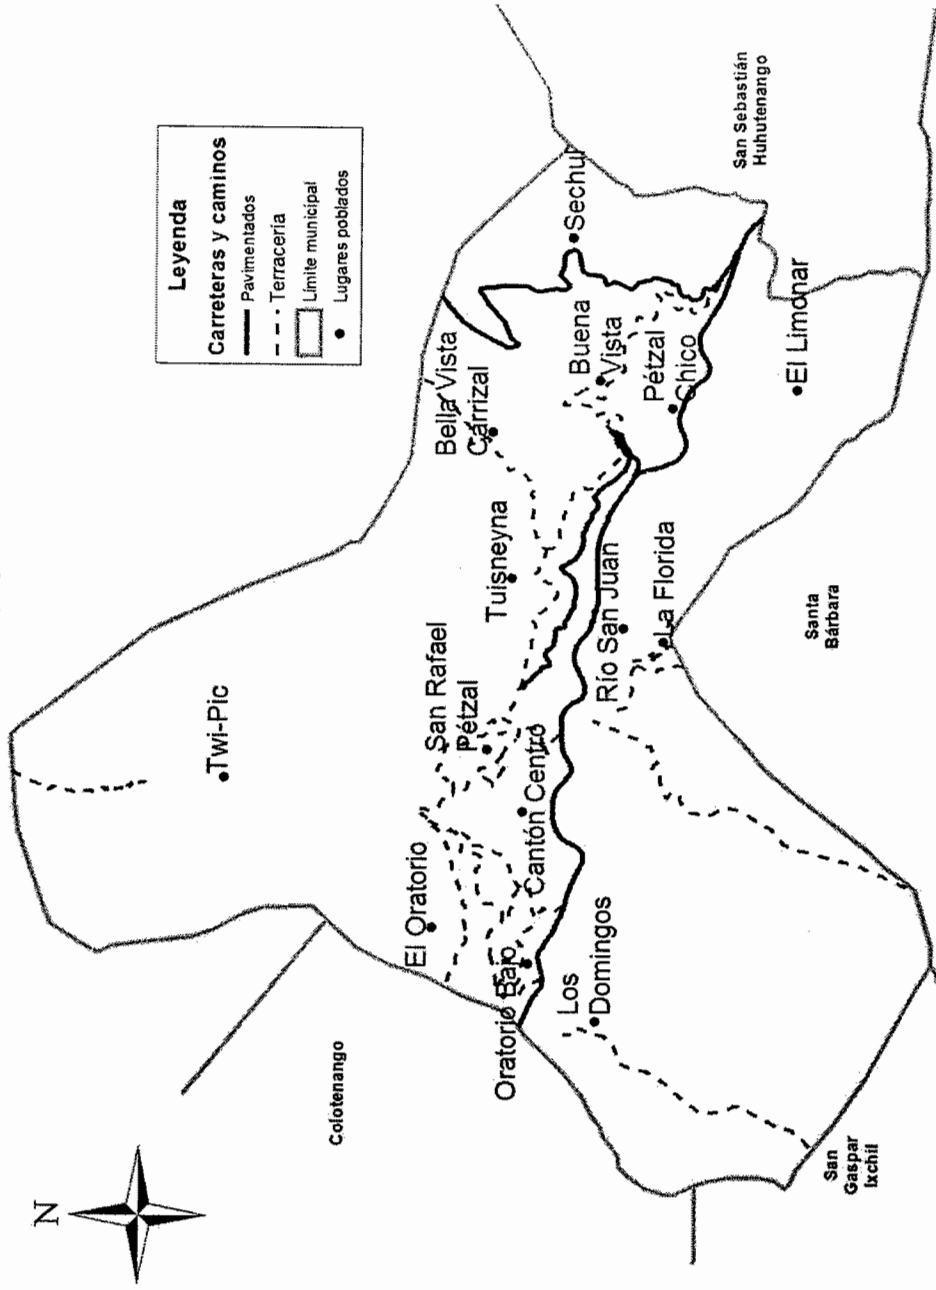 N
Leyenda
Carreteras y caminos
Pavimentados
Terracería
Límite municipal
Lugares poblados
Twi-Pic
El Oratorio
San Rafael
Pétzal
Tuisneyna
Bella Vista
Carrizal
Sechul
Buena
Vista
Pétzal
Chico
Cantón Centro
Oratorio Bajo
Los
Domingos
Río San Juan
La Florida
El Limonar
Colotenango
San
Gaspar
Ixchil
Santa
Bárbara
San Sebastián
Huhutenango